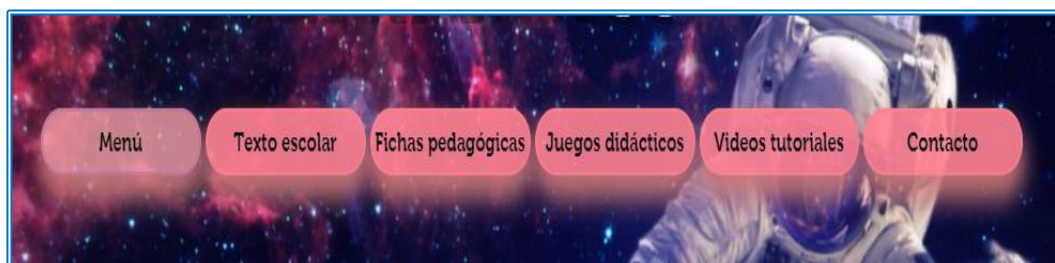 Menú
Texto escolar
Fichas pedagógicas
Juegos didácticos
Videos tutoriales
Contacto